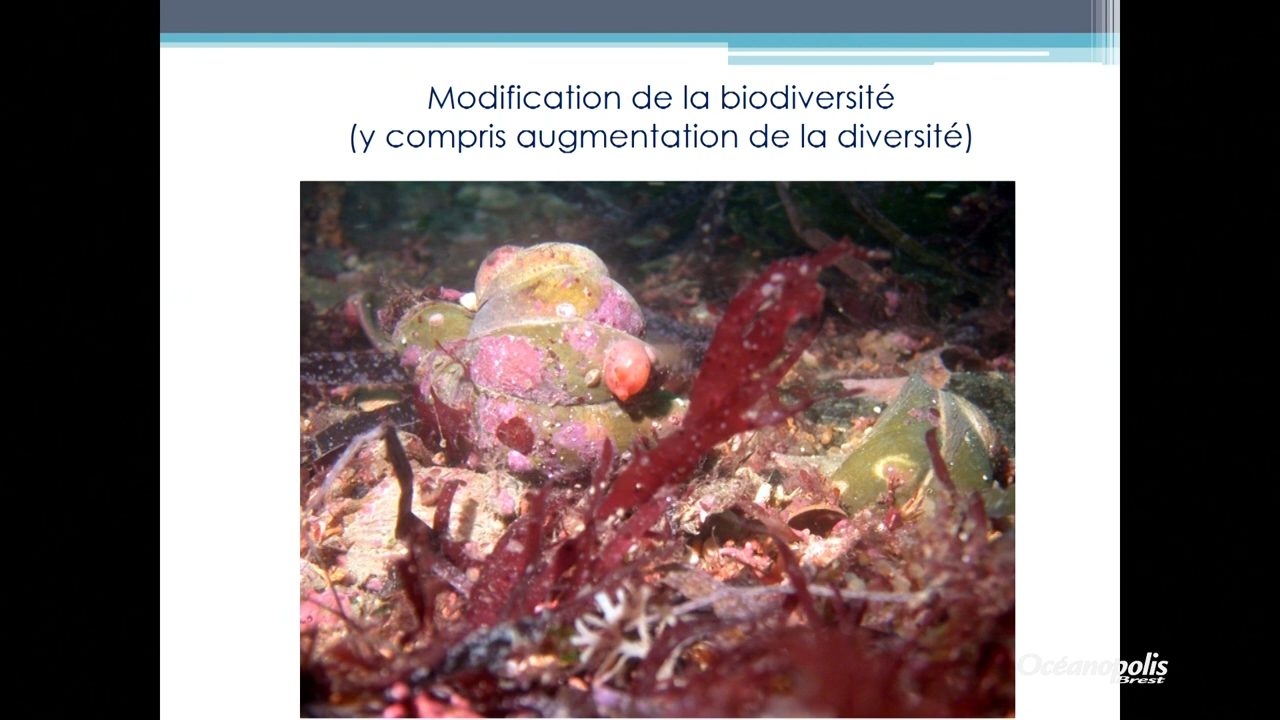 Modification de la biodiversité
(y compris augmentation de la diversité)
Océanopolis
Brest